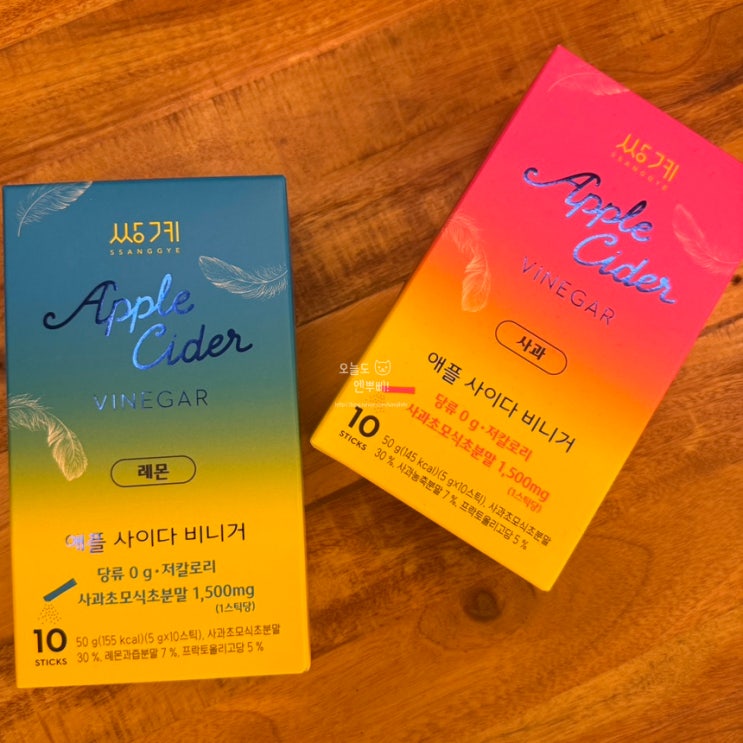 쌍계
SSANGGYE
Apple
Cider
VINEGAR
레몬
애플 사이다 비니거
당류 0 g·저칼로리
사과초모식초분말 1,500mg
(1스틱당)
10
STICKS
50 g(155 kcal)(5 g×10스틱), 사과초모식초분말
30 %, 레몬과즙분말 7 %, 프락토올리고당 5 %
쌍계
SSANGGYE
Apple
Cider
VINEGAR
사과
애플 사이다 비니거
당류 0 g·저칼로리
사과초모식초분말 1,500mg
(1스틱당)
10
STICKS
50 g(145 kcal)(5 g×10스틱), 사과초모식초분말
30 %, 사과농축분말 7 %, 프락토올리고당 5 %
오늘도
엔뿌삐!